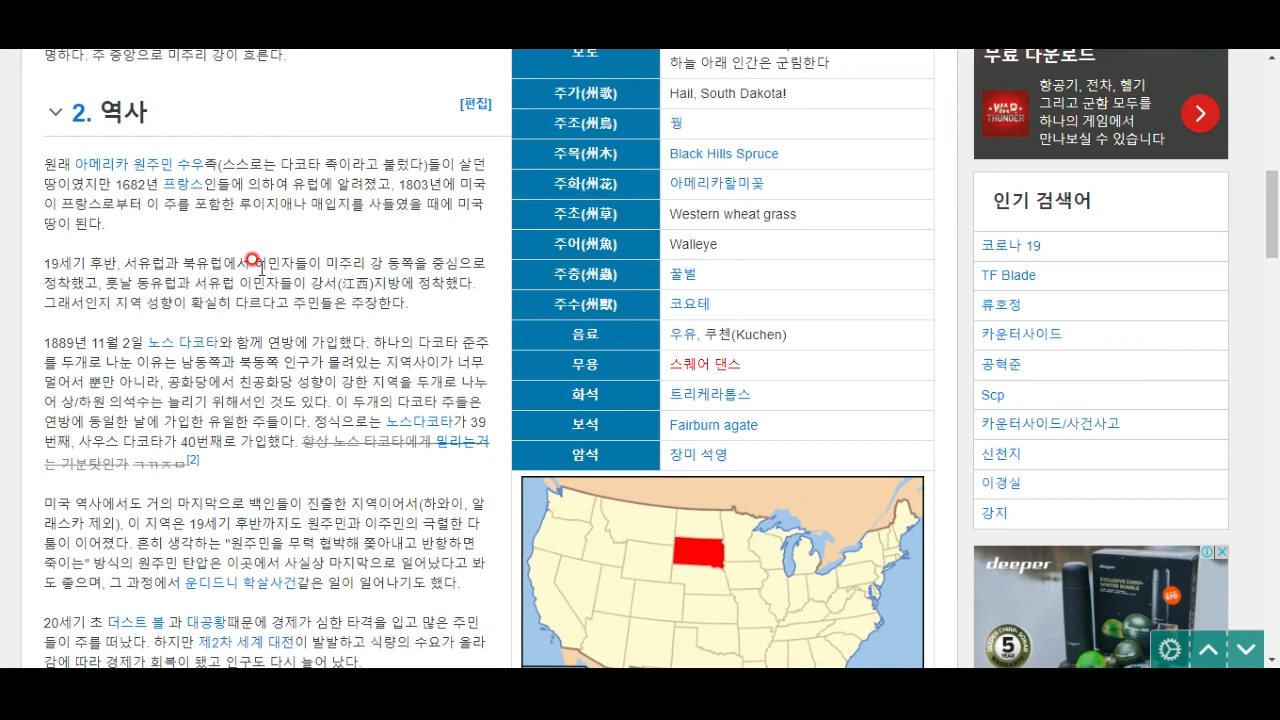 명하다. 주 중앙으로 미주리 강이 흐른다.
2. 역사
[편집]
원래 아메리카 원주민 수우족(스스로는 다코타 족이라고 불렀다)들이 살던
땅이었지만 1682년 프랑스인들에 의하여 유럽에 알려졌고, 1803년에 미국
이 프랑스로부터 이 주를 포함한 루이지애나 매입지를 사들였을 때에 미국
땅이 된다.
19세기 후반, 서유럽과 북유럽에서 이민자들이 미주리 강 동쪽을 중심으로
정착했고, 훗날 동유럽과 서유럽 이민자들이 강서(江西)지방에 정착했다.
그래서인지 지역 성향이 확실히 다르다고 주민들은 주장한다.
1889년 11월 2일 노스 다코타와 함께 연방에 가입했다. 하나의 다코타 준주
를 두개로 나눈 이유는 남동쪽과 북동쪽 인구가 몰려있는 지역사이가 너무
멀어서 뿐만 아니라, 공화당에서 친공화당 성향이 강한 지역을 두개로 나누
어 상/하원 의석수는 늘리기 위해서인 것도 있다. 이 두개의 다코타 주들은
연방에 동일한 날에 가입한 유일한 주들이다. 정식으로는 노스다코타가 39
번째, 사우스 다코타가 40번째로 가입했다. 항상 노스 타코타에게 밀리는거
는 기분탓인가 ㄲㄲㅈㅁ[2]
미국 역사에서도 거의 마지막으로 백인들이 진출한 지역이어서(하와이, 알
래스카 제외), 이 지역은 19세기 후반까지도 원주민과 이주민의 극렬한 다
툼이 이어졌다. 흔히 생각하는 "원주민을 무력 협박해 쫓아내고 반항하면
죽이는" 방식의 원주민 탄압은 이곳에서 사실상 마지막으로 일어났다고 봐
도 좋으며, 그 과정에서 운디드니 학살사건같은 일이 일어나기도 했다.
20세기 초 더스트 볼 과 대공황때문에 경제가 심한 타격을 입고 많은 주민
들이 주를 떠났다. 하지만 제2차 세계 대전이 발발하고 식량의 수요가 올라
감에 따라 경제가 회복이 됐고 인구도 다시 늘어 났다.
모토
하늘 아래 인간은 군림한다
주가(州歌) Hail, South Dakota!
주조(州鳥) 꿩
주목(州木) Black Hills Spruce
주화(州花) 아메리카할미꽃
주초(州草) Western wheat grass
주어(州魚) Walleye
주충(州蟲) 꿀벌
주수(州獸) 코요테
음료 우유, 쿠첸(Kuchen)
무용 스퀘어 댄스
화석 트리케라톱스
보석 Fairburn agate
암석 장미 석영
무료 다운로드
WAR THUNDER
항공기, 전차, 헬기
그리고 군함 모두를
하나의 게임에서
만나보실 수 있습니다
인기 검색어
코로나 19
TF Blade
류호정
카운터사이드
공혁준
Scp
카운터사이드/사건사고
신천지
이경실
강지
deeper
EXCLUSIVE CHIRP+
WINTER BUNDLE
5
YEAR